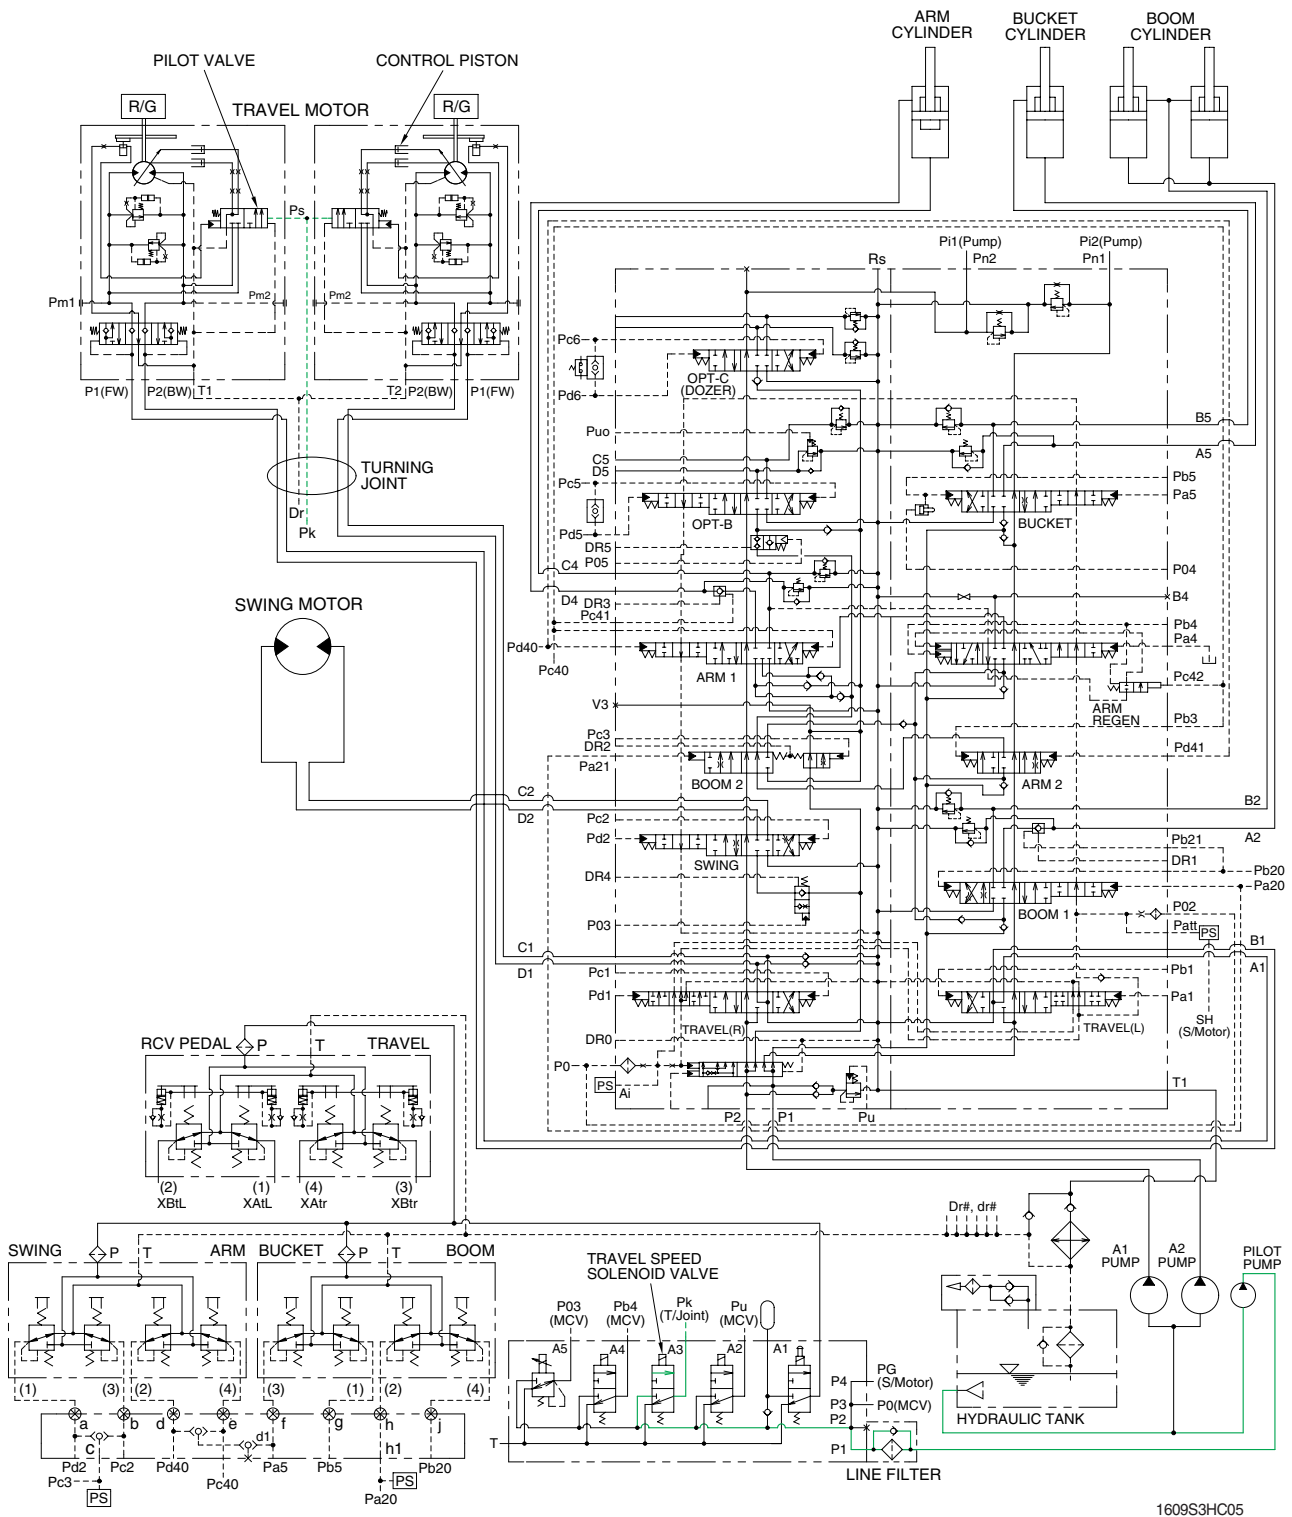 ARM CYLINDER
BUCKET CYLINDER
BOOM CYLINDER
PILOT VALVE
CONTROL PISTON
R/G
TRAVEL MOTOR
R/G
Ps
Pm1
Pm2
Pm2
P1(FW)
P2(BW)
T1
T2
P2(BW)
P1(FW)
TURNING JOINT
Dr
Pk
SWING MOTOR
Pi1(Pump)
Pn2
Pi2(Pump)
Pn1
Rs
Pc6
Pd6
OPT-C
(DOZER)
Puo
C5
D5
Pc5
Pd5
OPT-B
DR5
P05
C4
D4
DR3
Pc41
Pd40
Pc40
ARM 1
V3
Pc3
DR2
Pa21
BOOM 2
C2
D2
Pc2
Pd2
SWING
DR4
P03
C1
D1
Pc1
Pd1
TRAVEL(R)
DR0
P0
PS
Ai
P2
P1
Pu
B5
A5
Pb5
Pa5
BUCKET
P04
B4
Pb4
Pa4
Pc42
ARM REGEN
Pb3
Pd41
ARM 2
B2
A2
Pb21
DR1
Pb20
Pa20
BOOM 1
P02
Patt
PS
B1
A1
Pb1
Pa1
SH
(S/Motor)
TRAVEL(L)
T1
RCV PEDAL
P
T
TRAVEL
(2)
XBtL
(1)
XAtL
(4)
XAtr
(3)
XBtr
SWING
P
T
ARM
BUCKET
P
T
BOOM
(1)
(3)
(2)
(4)
(3)
(1)
(2)
(4)
a
b
d
e
f
g
h
j
c
d1
h1
Pd2
Pc2
Pd40
Pc40
Pa5
Pb5
Pb20
Pc3
PS
PS
Pa20
TRAVEL SPEED
SOLENOID VALVE
P03
(MCV)
Pb4
(MCV)
Pk
(T/Joint)
Pu
(MCV)
A5
A4
A3
A2
A1
T
P4
P3
P2
P1
PG
(S/Motor)
P0(MCV)
LINE FILTER
Dr#, dr#
A1
PUMP
A2
PUMP
PILOT
PUMP
HYDRAULIC TANK
1609S3HC05